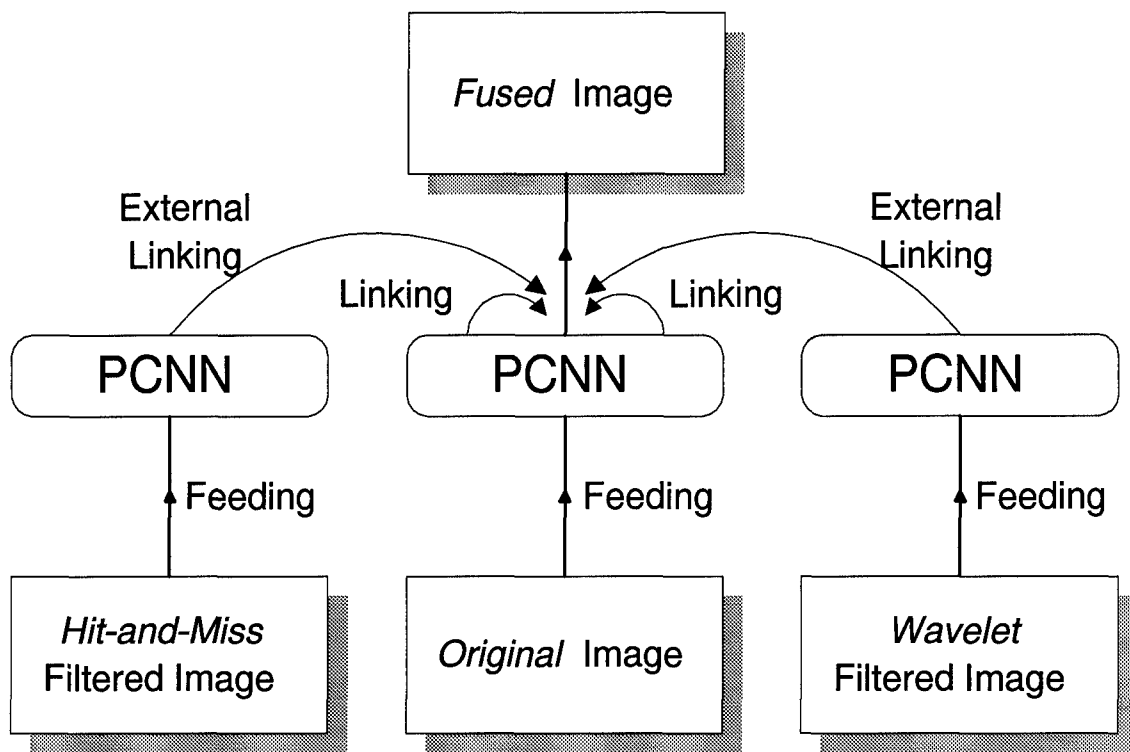 Fused Image
External
Linking
External
Linking
Linking
Linking
PCNN
PCNN
PCNN
Feeding
Feeding
Feeding
Hit-and-Miss
Filtered Image
Original Image
Wavelet
Filtered Image